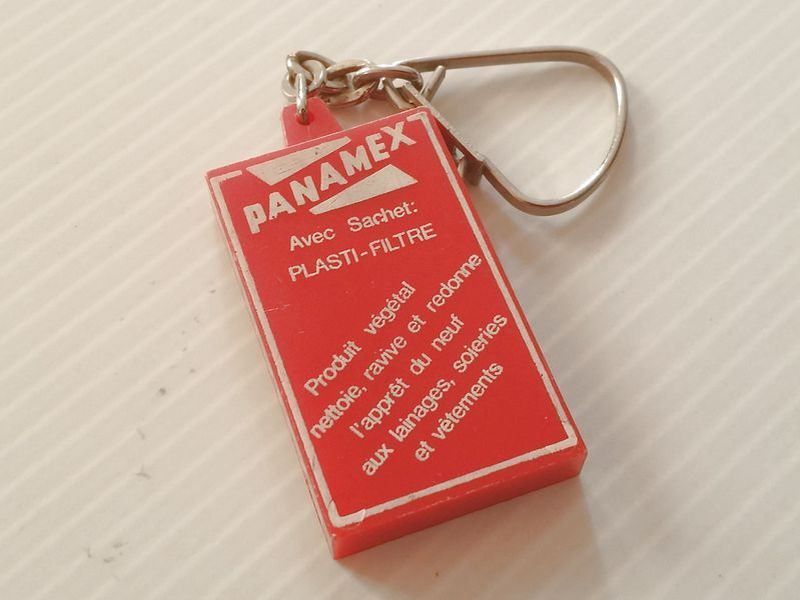 PANAMEX
Avec Sachet:
PLASTI-FILTRE
Produit végétal
nettoie, ravive et redonne
l'apprêt du neuf
aux lainages, soieries
et vêtements